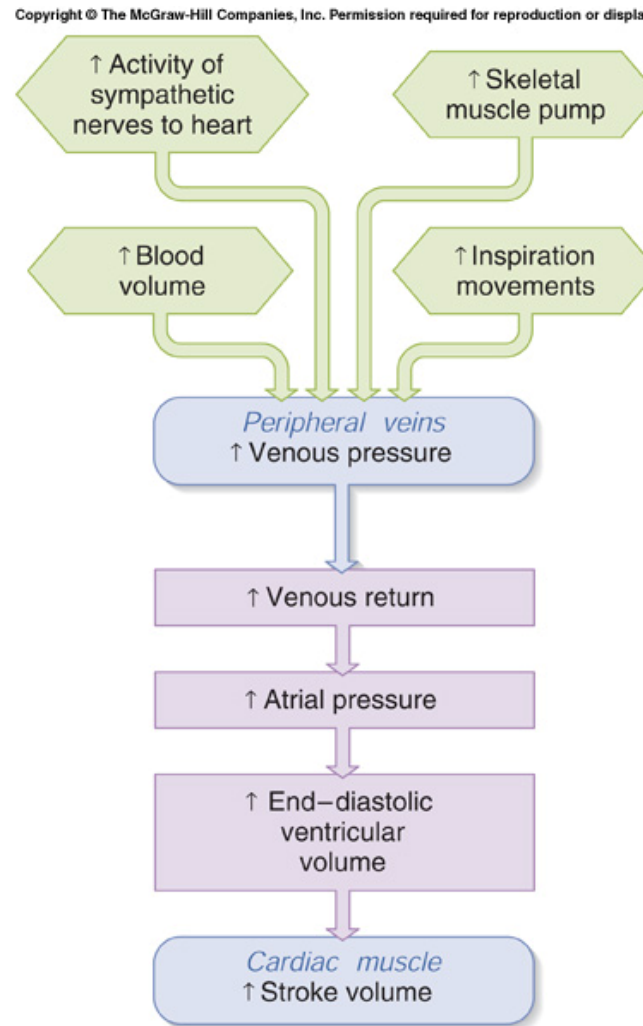 Copyright © The McGraw-Hill Companies, Inc. Permission required for reproduction or displa
↑ Activity of
sympathetic
nerves to heart
↑ Skeletal
muscle pump
↑ Blood
volume
↑ Inspiration
movements
Peripheral veins
↑ Venous pressure
↑ Venous return
↑ Atrial pressure
↑ End–diastolic
ventricular
volume
Cardiac muscle
↑ Stroke volume